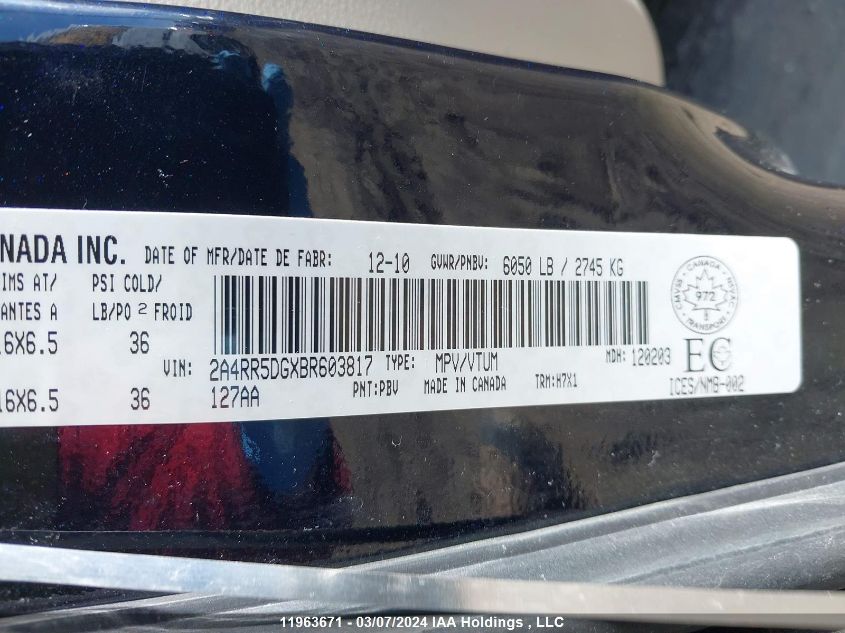 NADA INC. DATE OF MFR/DATE DE FABR: 12-10 GVWR/PNBV: 6050 LB / 2745 KG
IMS AT/ PSI COLD/
ANTES A LB/PO 2 FROID
16X6.5 36
VIN: 2A4RR5DGXBR603817 TYPE: MPV/VTUM MDH: 120203
16X6.5 36 127AA PNT:PBV MADE IN CANADA TRM:H7X1
CANADA
972
TRANSPORT
EC
ICES/NMB-002
11963671 - 03/07/2024 IAA Holdings , LLC